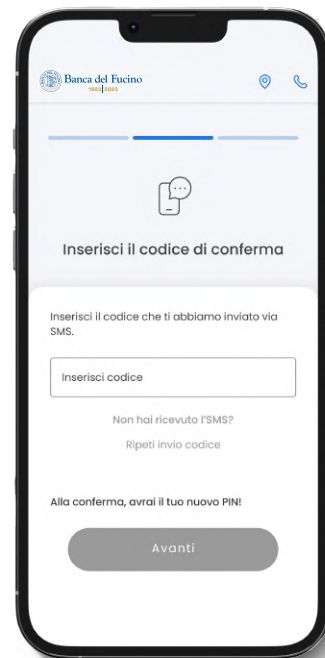 Banca del Fucino
1923 2023
Inserisci il codice di conferma
Inserisci il codice che ti abbiamo inviato via
SMS.
Inserisci codice
Non hai ricevuto l'SMS?
Ripeti invio codice
Alla conferma, avrai il tuo nuovo PIN!
Avanti